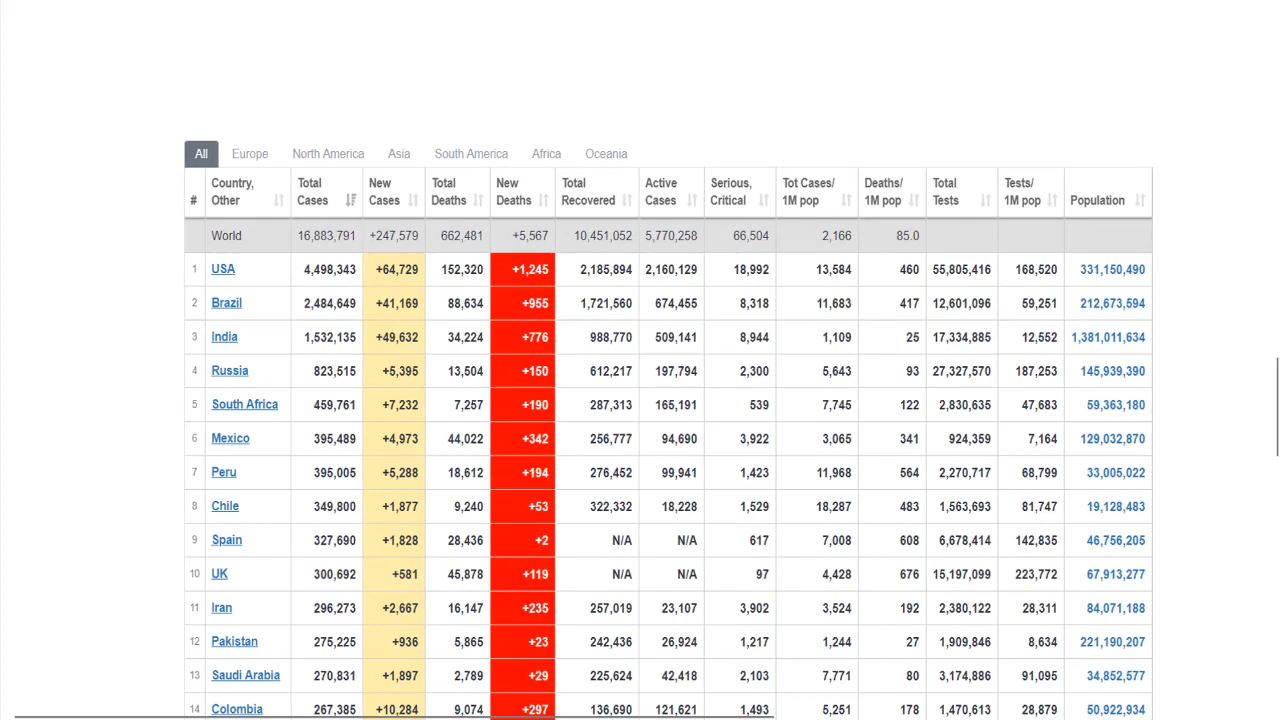 All Europe North America Asia South America Africa Oceania
# Country, Other Total Cases New Cases Total Deaths New Deaths Total Recovered Active Cases Serious, Critical Tot Cases/ 1M pop Deaths/ 1M pop Total Tests Tests/ 1M pop Population
World 16,883,791 +247,579 662,481 +5,567 10,451,052 5,770,258 66,504 2,166 85.0
1 USA 4,498,343 +64,729 152,320 +1,245 2,185,894 2,160,129 18,992 13,584 460 55,805,416 168,520 331,150,490
2 Brazil 2,484,649 +41,169 88,634 +955 1,721,560 674,455 8,318 11,683 417 12,601,096 59,251 212,673,594
3 India 1,532,135 +49,632 34,224 +776 988,770 509,141 8,944 1,109 25 17,334,885 12,552 1,381,011,634
4 Russia 823,515 +5,395 13,504 +150 612,217 197,794 2,300 5,643 93 27,327,570 187,253 145,939,390
5 South Africa 459,761 +7,232 7,257 +190 287,313 165,191 539 7,745 122 2,830,635 47,683 59,363,180
6 Mexico 395,489 +4,973 44,022 +342 256,777 94,690 3,922 3,065 341 924,359 7,164 129,032,870
7 Peru 395,005 +5,288 18,612 +194 276,452 99,941 1,423 11,968 564 2,270,717 68,799 33,005,022
8 Chile 349,800 +1,877 9,240 +53 322,332 18,228 1,529 18,287 483 1,563,693 81,747 19,128,483
9 Spain 327,690 +1,828 28,436 +2 N/A N/A 617 7,008 608 6,678,414 142,835 46,756,205
10 UK 300,692 +581 45,878 +119 N/A N/A 97 4,428 676 15,197,099 223,772 67,913,277
11 Iran 296,273 +2,667 16,147 +235 257,019 23,107 3,902 3,524 192 2,380,122 28,311 84,071,188
12 Pakistan 275,225 +936 5,865 +23 242,436 26,924 1,217 1,244 27 1,909,846 8,634 221,190,207
13 Saudi Arabia 270,831 +1,897 2,789 +29 225,624 42,418 2,103 7,771 80 3,174,886 91,095 34,852,577
14 Colombia 267,385 +10,284 9,074 +297 136,690 121,621 1,493 5,251 178 1,470,613 28,879 50,922,934